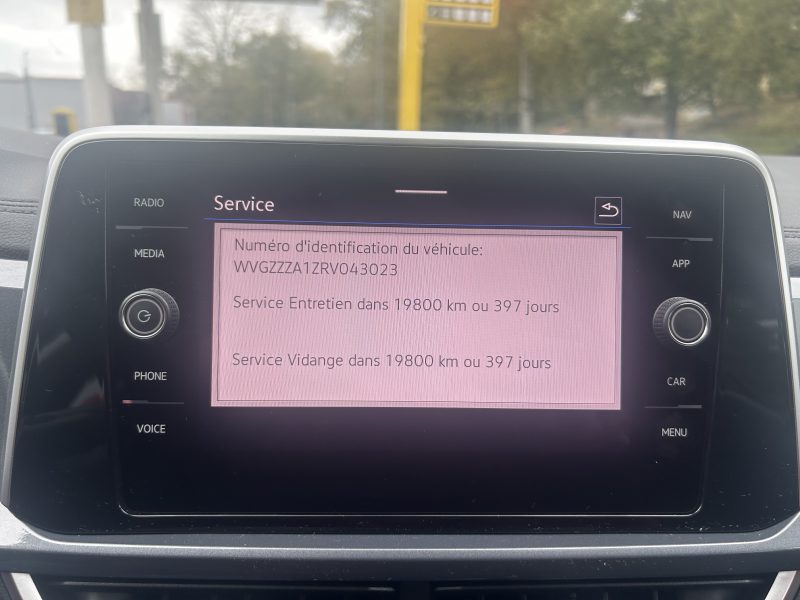 RADIO
Service
NAV
MEDIA
Numéro d'identification du véhicule:
WVGZZZA1ZRV043023
APP
Service Entretien dans 19800 km ou 397 jours
Service Vidange dans 19800 km ou 397 jours
PHONE
CAR
VOICE
MENU